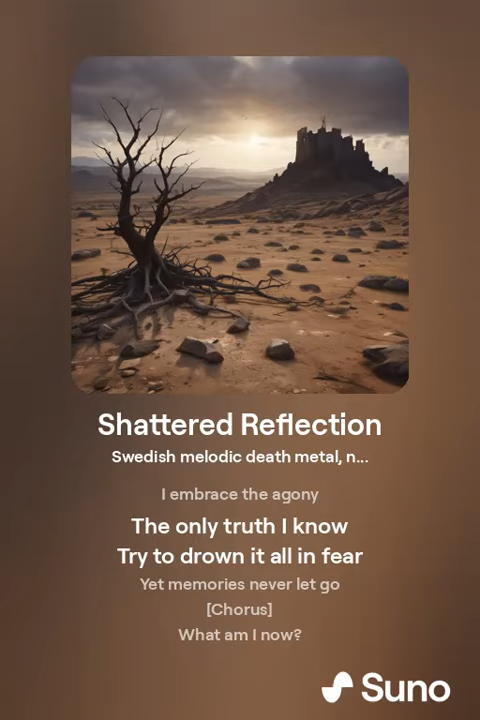 Shattered Reflection
Swedish melodic death metal, n...
I embrace the agony
The only truth I know
Try to drown it all in fear
Yet memories never let go
[Chorus]
What am I now?
Suno